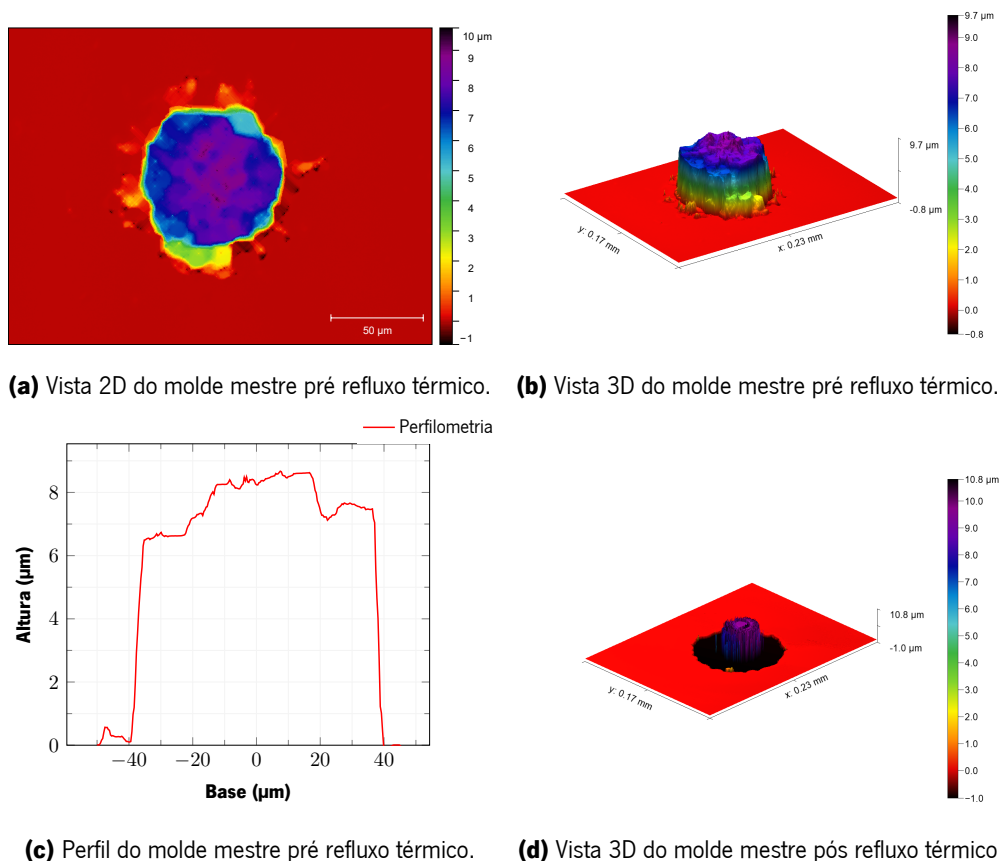 10 µm
9
8
7
6
5
4
3
2
1
−1
50 µm
(a) Vista 2D do molde mestre pré refluxo térmico.
9.7 µm
9.0
8.0
7.0
6.0
5.0
4.0
3.0
2.0
1.0
0.0
−0.8
9.7 µm
-0.8 µm
y: 0.17 mm
x: 0.23 mm
(b) Vista 3D do molde mestre pré refluxo térmico.
Perfilometria
8
6
4
2
0
−40 −20 0 20 40
Altura (µm)
Base (µm)
(c) Perfil do molde mestre pré refluxo térmico.
10.8 µm
10.0
9.0
8.0
7.0
6.0
5.0
4.0
3.0
2.0
1.0
0.0
−1.0
10.8 µm
-1.0 µm
y: 0.17 mm
x: 0.23 mm
(d) Vista 3D do molde mestre pós refluxo térmico